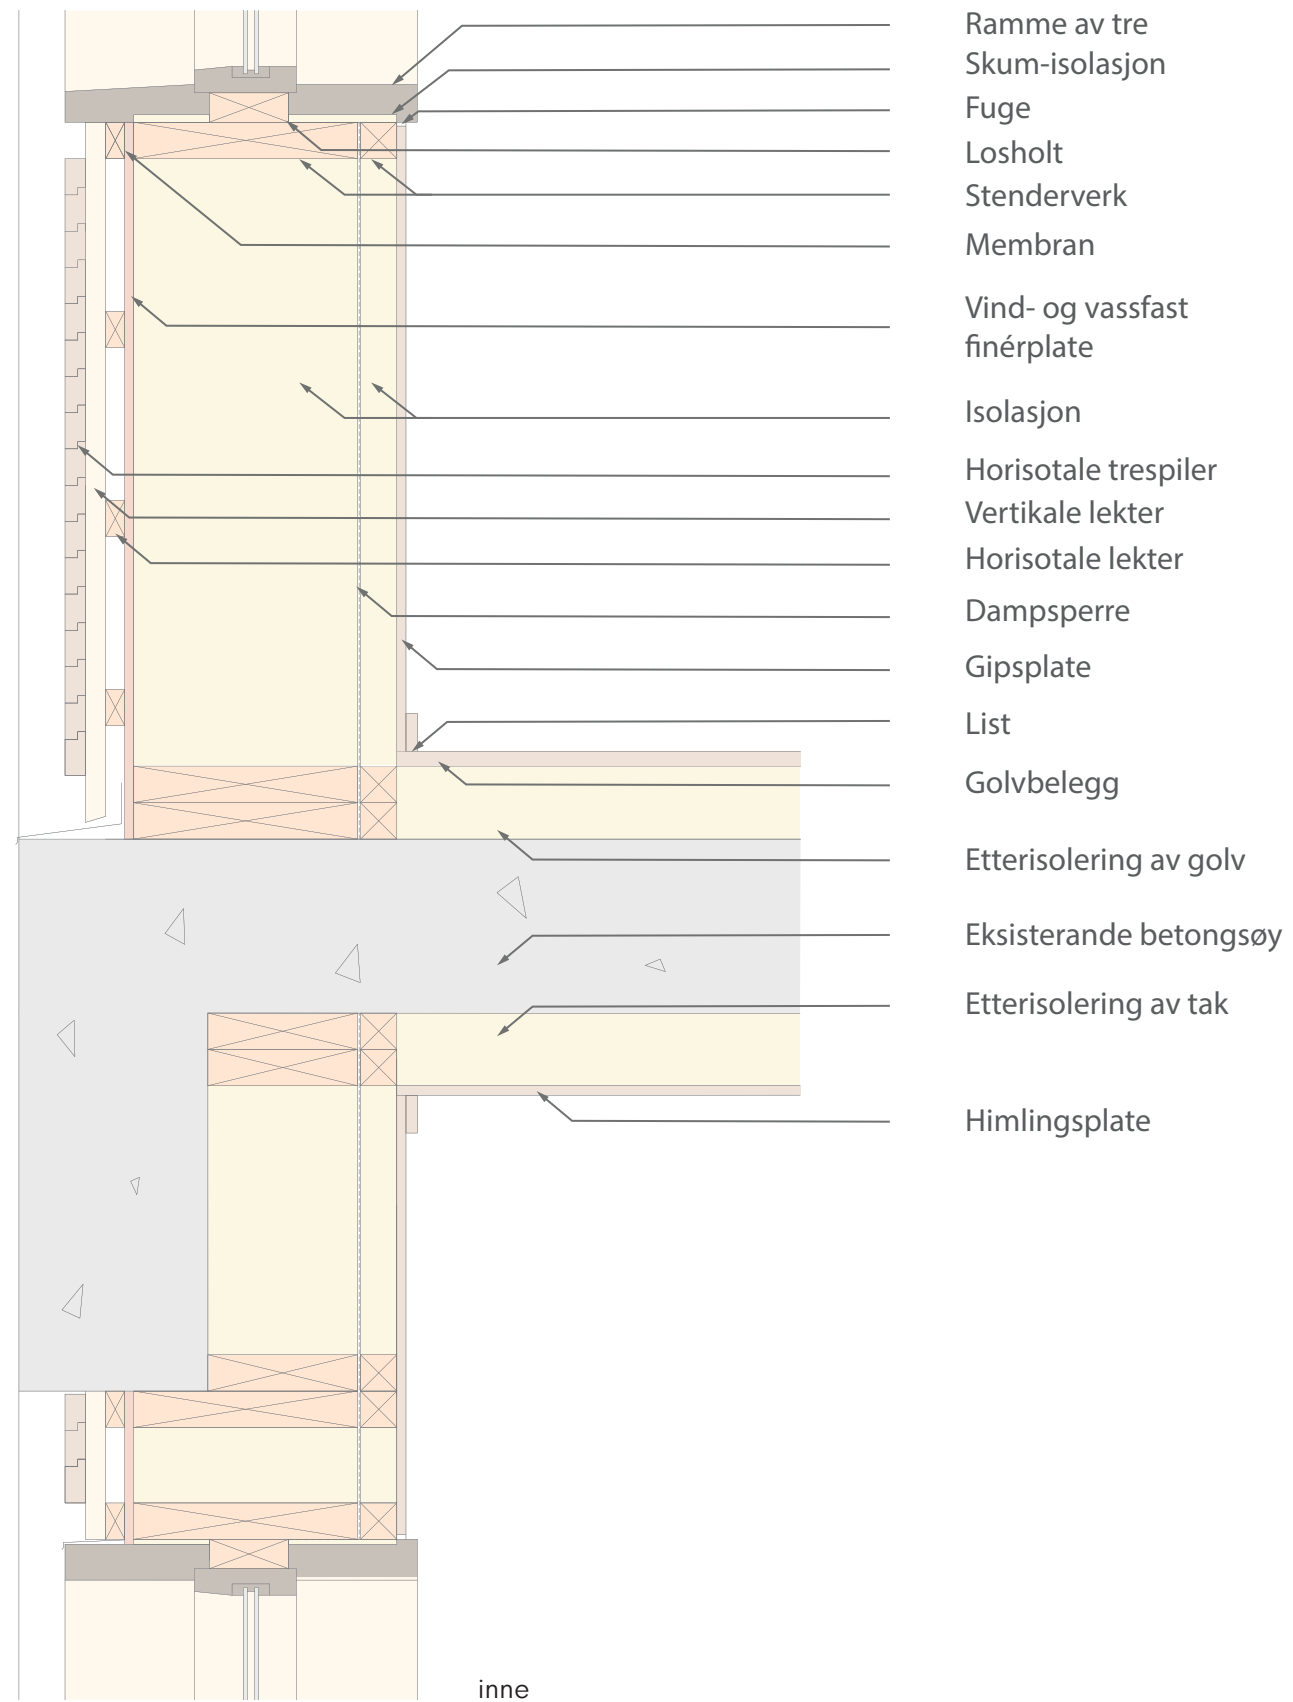 Ramme av tre
Skum-isolasjon
Fuge
Losholt
Stenderverk
Membran
Vind- og vassfast
finérplate
Isolasjon
Horisotale trespiler
Vertikale lekter
Horisotale lekter
Dampsperre
Gipsplate
List
Golvbelegg
Etterisolering av golv
Eksisterande betongsøy
Etterisolering av tak
Himlingsplate
inne